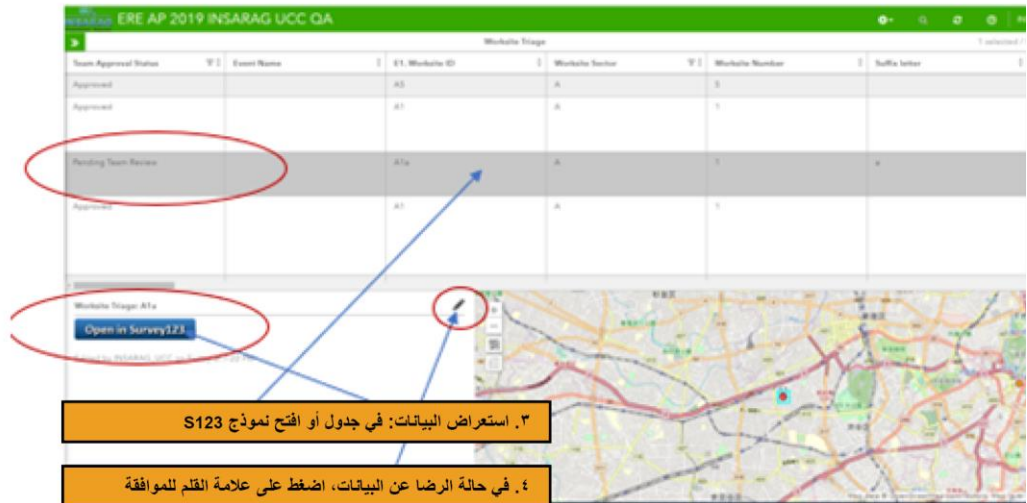 ERE AP 2019 INSARAG UCC QA
Worksite Triage
1 selected /
Team Approval Status Event Name E1. Worksite ID Worksite Sector Worksite Number Suffix letter
Approved A5 A 5
Approved A1 A 1
Pending Team Review A1a A 1 a
Approved A1 A 1
Worksite Triage: A1a
Open in Survey123
٣. استعراض البيانات: في جدول أو افتح نموذج S123
٤. في حالة الرضا عن البيانات، اضغط على علامة القلم للموافقة